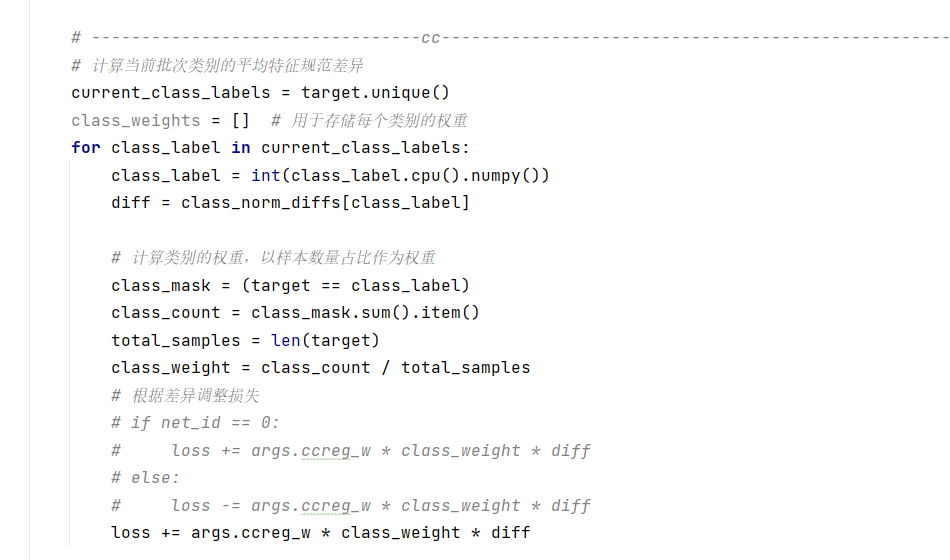 # ---------------------------------cc---------------------------------------------------
# 计算当前批次类别的平均特征规范差异
current_class_labels = target.unique()
class_weights = []  # 用于存储每个类别的权重
for class_label in current_class_labels:
    class_label = int(class_label.cpu().numpy())
    diff = class_norm_diffs[class_label]

    # 计算类别的权重，以样本数量占比作为权重
    class_mask = (target == class_label)
    class_count = class_mask.sum().item()
    total_samples = len(target)
    class_weight = class_count / total_samples
    # 根据差异调整损失
    # if net_id == 0:
    #     loss += args.ccreg_w * class_weight * diff
    # else:
    #     loss -= args.ccreg_w * class_weight * diff
    loss += args.ccreg_w * class_weight * diff